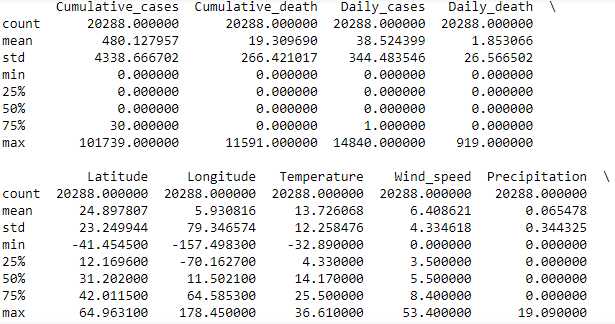 Cumulative_cases Cumulative_death Daily_cases Daily_death \
count 20288.000000 20288.000000 20288.000000 20288.000000
mean 480.127957 19.309690 38.524399 1.853066
std 4338.666702 266.421017 344.483546 26.566502
min 0.000000 0.000000 0.000000 0.000000
25% 0.000000 0.000000 0.000000 0.000000
50% 0.000000 0.000000 0.000000 0.000000
75% 30.000000 0.000000 1.000000 0.000000
max 101739.000000 11591.000000 14840.000000 919.000000
Latitude Longitude Temperature Wind_speed Precipitation \
count 20288.000000 20288.000000 20288.000000 20288.000000 20288.000000
mean 24.897807 5.930816 13.726068 6.408621 0.065478
std 23.249944 79.346574 12.258476 4.334618 0.344325
min -41.454500 -157.498300 -32.890000 0.000000 0.000000
25% 12.169600 -70.162700 4.330000 3.500000 0.000000
50% 31.202000 11.502100 14.170000 5.500000 0.000000
75% 42.011500 64.585300 25.500000 8.400000 0.000000
max 64.963100 178.450000 36.610000 53.400000 19.090000